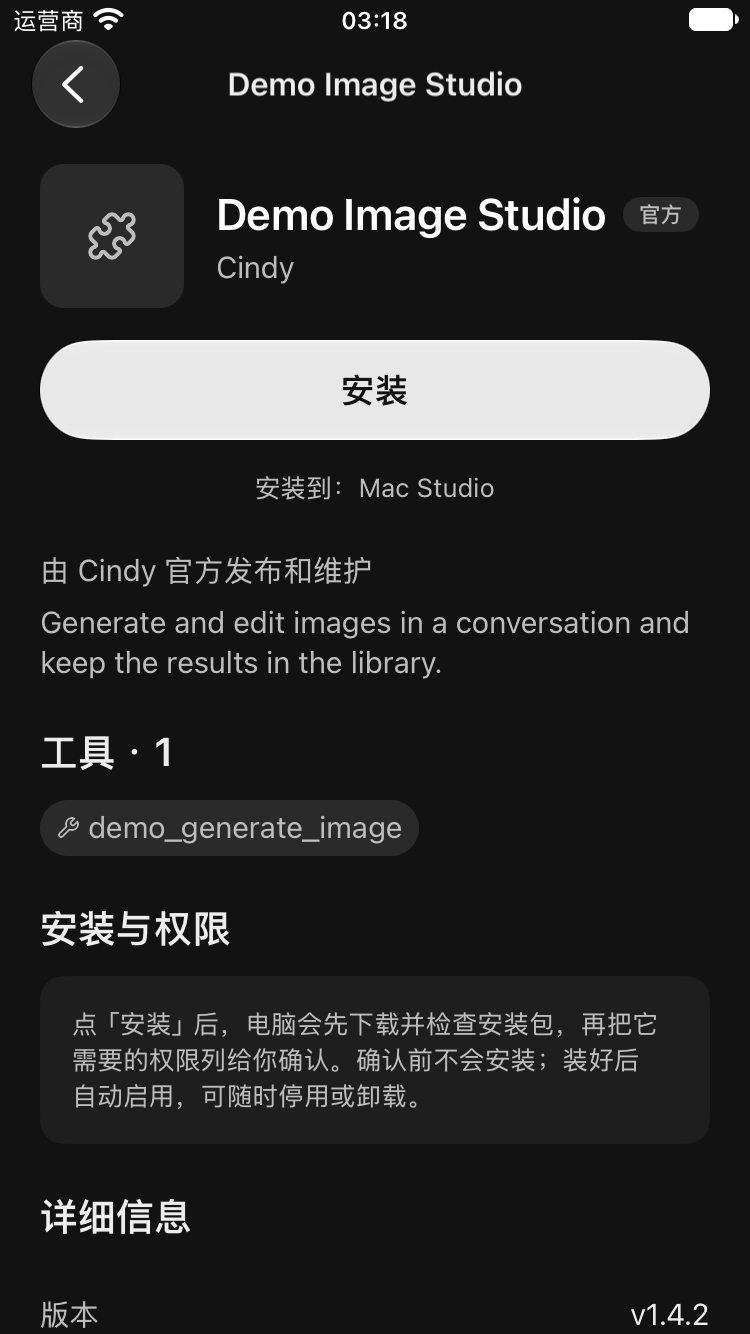 运营商
03:18
Demo Image Studio
Demo Image Studio 官方
Cindy
安装
安装到：Mac Studio
由 Cindy 官方发布和维护
Generate and edit images in a conversation and
keep the results in the library.
工具 · 1
demo_generate_image
安装与权限
点「安装」后，电脑会先下载并检查安装包，再把它
需要的权限列给你确认。确认前不会安装；装好后
自动启用，可随时停用或卸载。
详细信息
版本 v1.4.2